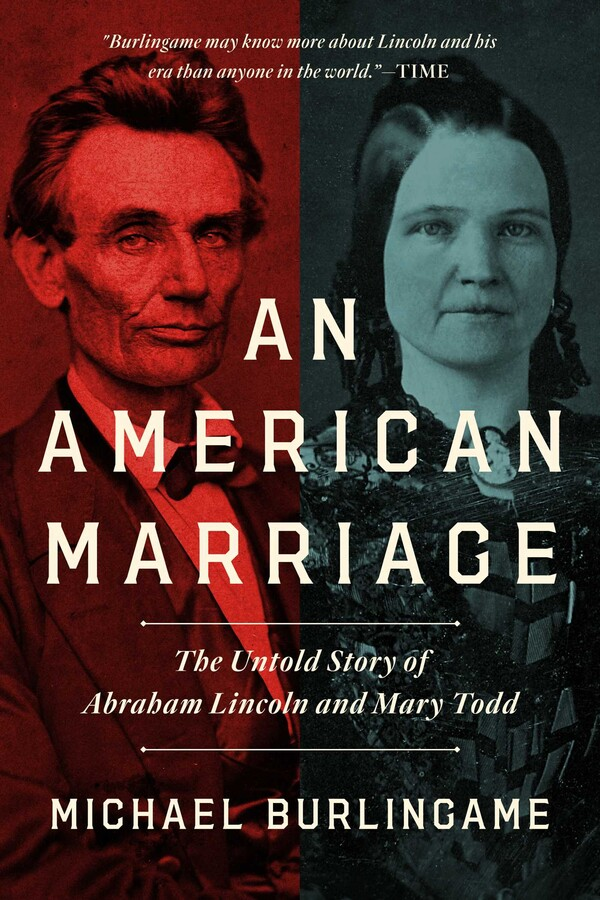 "Burlingame may know more about Lincoln and his
era than anyone in the world.”—TIME
AN
AMERICAN
MARRIAGE
The Untold Story of
Abraham Lincoln and Mary Todd
MICHAEL BURLINGAME